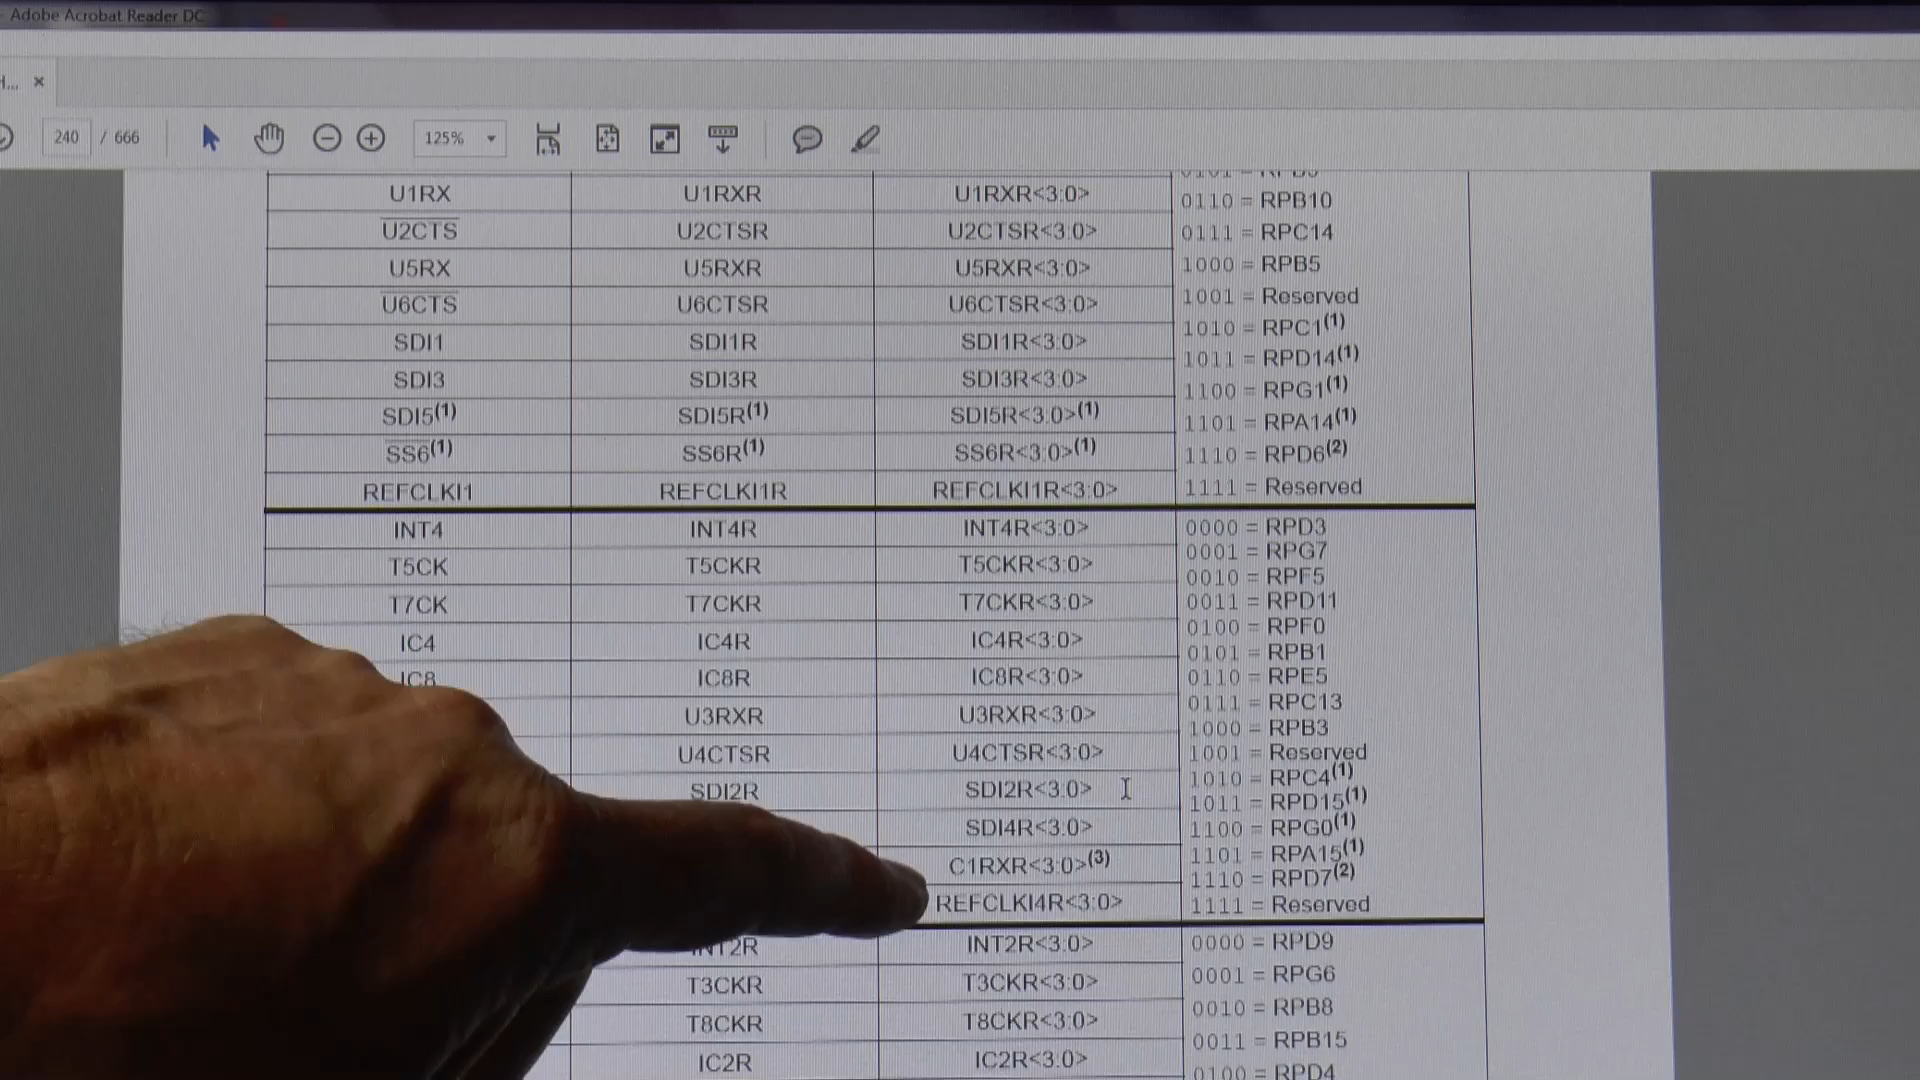 Adobe Acrobat Reader DC
240 / 666
125%
U1RX U1RXR U1RXR<3:0>
U2CTS U2CTSR U2CTSR<3:0>
U5RX U5RXR U5RXR<3:0>
U6CTS U6CTSR U6CTSR<3:0>
SDI1 SDI1R SDI1R<3:0>
SDI3 SDI3R SDI3R<3:0>
SDI5(1) SDI5R(1) SDI5R<3:0>(1)
SS6(1) SS6R(1) SS6R<3:0>(1)
REFCLKI1 REFCLKI1R REFCLKI1R<3:0>
0110 = RPB10
0111 = RPC14
1000 = RPB5
1001 = Reserved
1010 = RPC1(1)
1011 = RPD14(1)
1100 = RPG1(1)
1101 = RPA14(1)
1110 = RPD6(2)
1111 = Reserved
INT4 INT4R INT4R<3:0>
T5CK T5CKR T5CKR<3:0>
T7CK T7CKR T7CKR<3:0>
IC4 IC4R IC4R<3:0>
IC8 IC8R IC8R<3:0>
U3RXR U3RXR<3:0>
U4CTSR U4CTSR<3:0>
SDI2R SDI2R<3:0>
SDI4R<3:0>
C1RXR<3:0>(3)
REFCLKI4R<3:0>
0000 = RPD3
0001 = RPG7
0010 = RPF5
0011 = RPD11
0100 = RPF0
0101 = RPB1
0110 = RPE5
0111 = RPC13
1000 = RPB3
1001 = Reserved
1010 = RPC4(1)
1011 = RPD15(1)
1100 = RPG0(1)
1101 = RPA15(1)
1110 = RPD7(2)
1111 = Reserved
INT2R INT2R<3:0>
T3CKR T3CKR<3:0>
T8CKR T8CKR<3:0>
IC2R IC2R<3:0>
0000 = RPD9
0001 = RPG6
0010 = RPB8
0011 = RPB15
0100 = RPD4